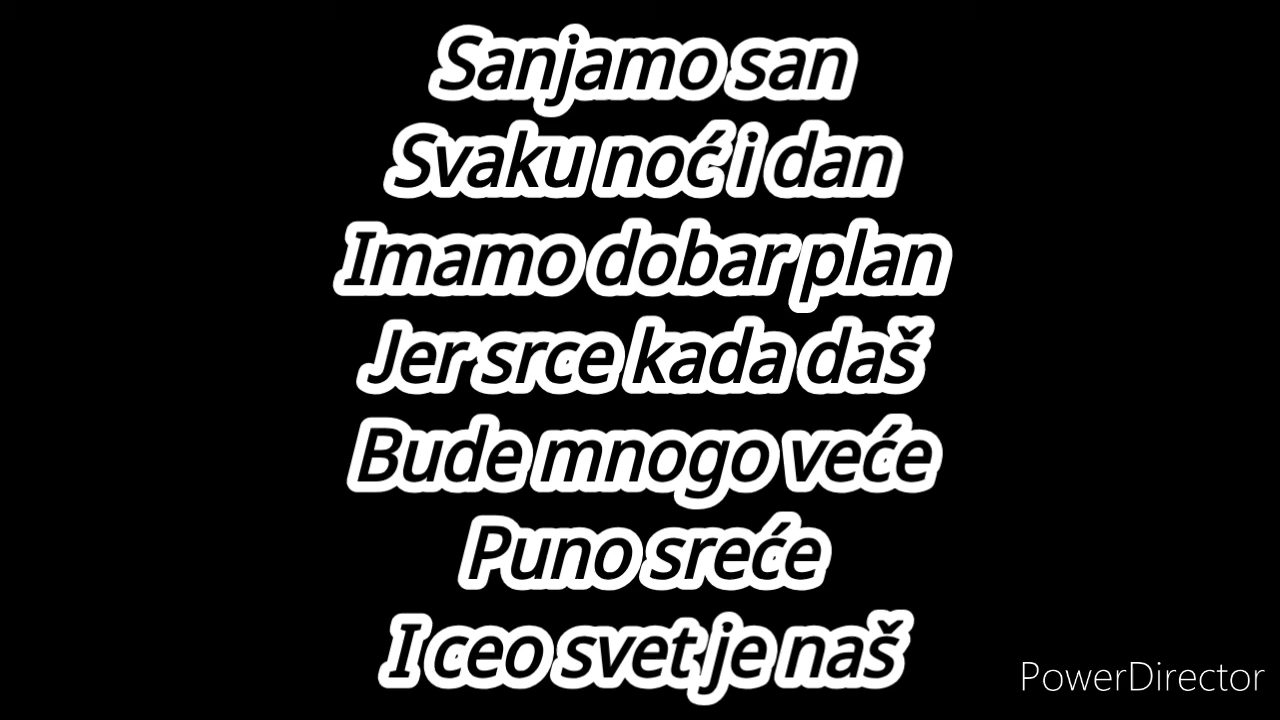 Sanjamo san
Svaku noć i dan
Imamo dobar plan
Jer srce kada daš
Bude mnogo veće
Puno sreće
I ceo svet je naš
PowerDirector